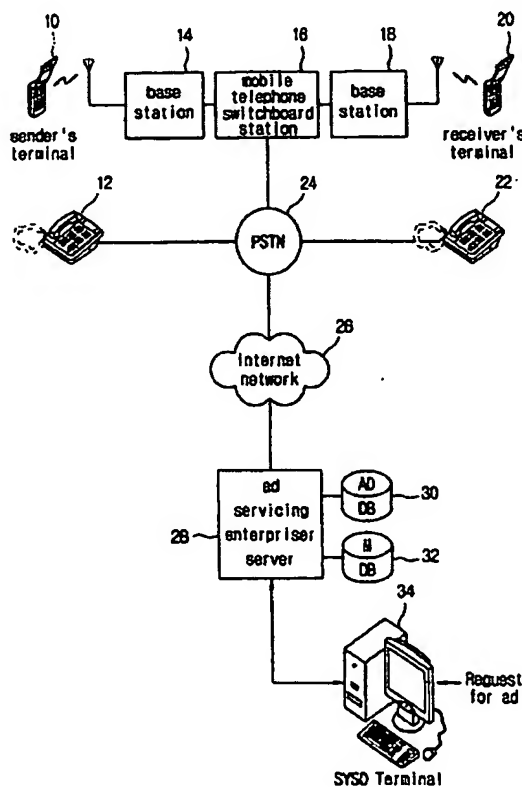 10
14
16
18
20
base
station
mobile
telephone
switchboard
station
base
station
sender's
terminal
receiver's
terminal
12
24
22
PSTN
26
internet
network
ad
servicing
enterpriser
server
28
AD
DB
30
M
DB
32
34
Request
for ad
SYSO Terminal